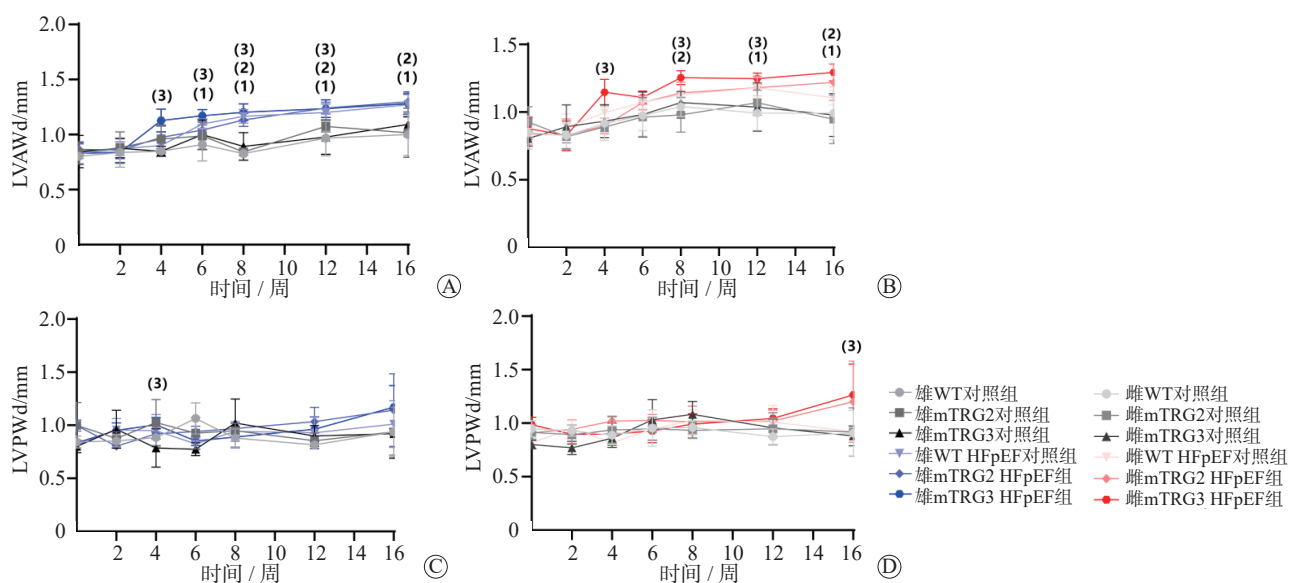 2.0
1.5
1.0
0.5
0
LVAWd/mm
(3)
(3)
(1)
(3)
(2)
(1)
(3)
(2)
(1)
(2)
(1)
2 4 6 8 10 12 14 16
时间 / 周
A
1.5
1.0
0.5
0
LVAWd/mm
(3)
(3)
(2)
(3)
(1)
(2)
(1)
2 4 6 8 10 12 14 16
时间 / 周
B
2.0
1.5
1.0
0.5
0
LVPWd/mm
(3)
2 4 6 8 10 12 14 16
时间 / 周
C
2.0
1.5
1.0
0.5
0
LVPWd/mm
(3)
2 4 6 8 10 12 14 16
时间 / 周
D
雄WT对照组
雄mTRG2对照组
雄mTRG3对照组
雄WT HFpEF对照组
雄mTRG2 HFpEF组
雄mTRG3 HFpEF组
雌WT对照组
雌mTRG2对照组
雌mTRG3对照组
雌WT HFpEF对照组
雌mTRG2 HFpEF组
雌mTRG3 HFpEF组